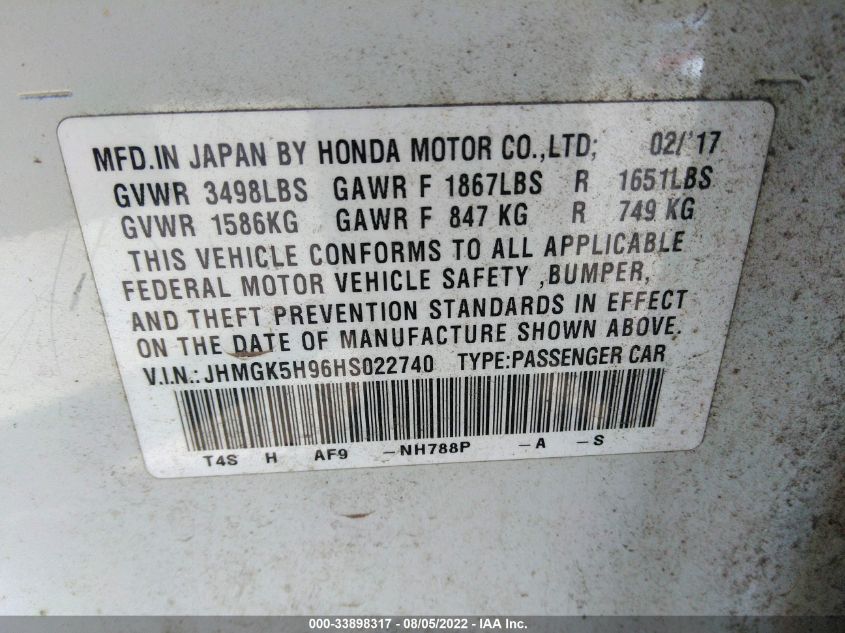 MFD.IN JAPAN BY HONDA MOTOR CO.,LTD; 02/'17
GVWR 3498LBS GAWR F 1867LBS R 1651LBS
GVWR 1586KG GAWR F 847 KG R 749 KG
THIS VEHICLE CONFORMS TO ALL APPLICABLE
FEDERAL MOTOR VEHICLE SAFETY ,BUMPER,
AND THEFT PREVENTION STANDARDS IN EFFECT
ON THE DATE OF MANUFACTURE SHOWN ABOVE.
V.I.N.: JHMGK5H96HS022740 TYPE:PASSENGER CAR
T4S H AF9 -NH788P -A -S
000-33898317 - 08/05/2022 - IAA Inc.